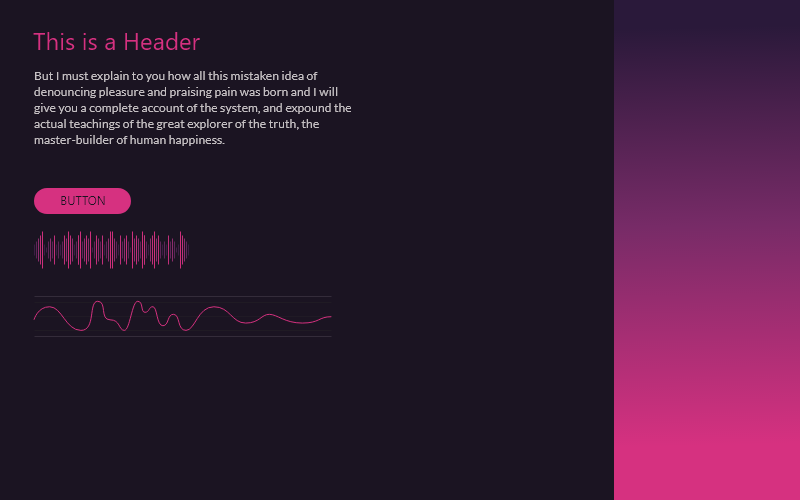 This is a Header
But I must explain to you how all this mistaken idea of
denouncing pleasure and praising pain was born and I will
give you a complete account of the system, and expound the
actual teachings of the great explorer of the truth, the
master-builder of human happiness.
BUTTON